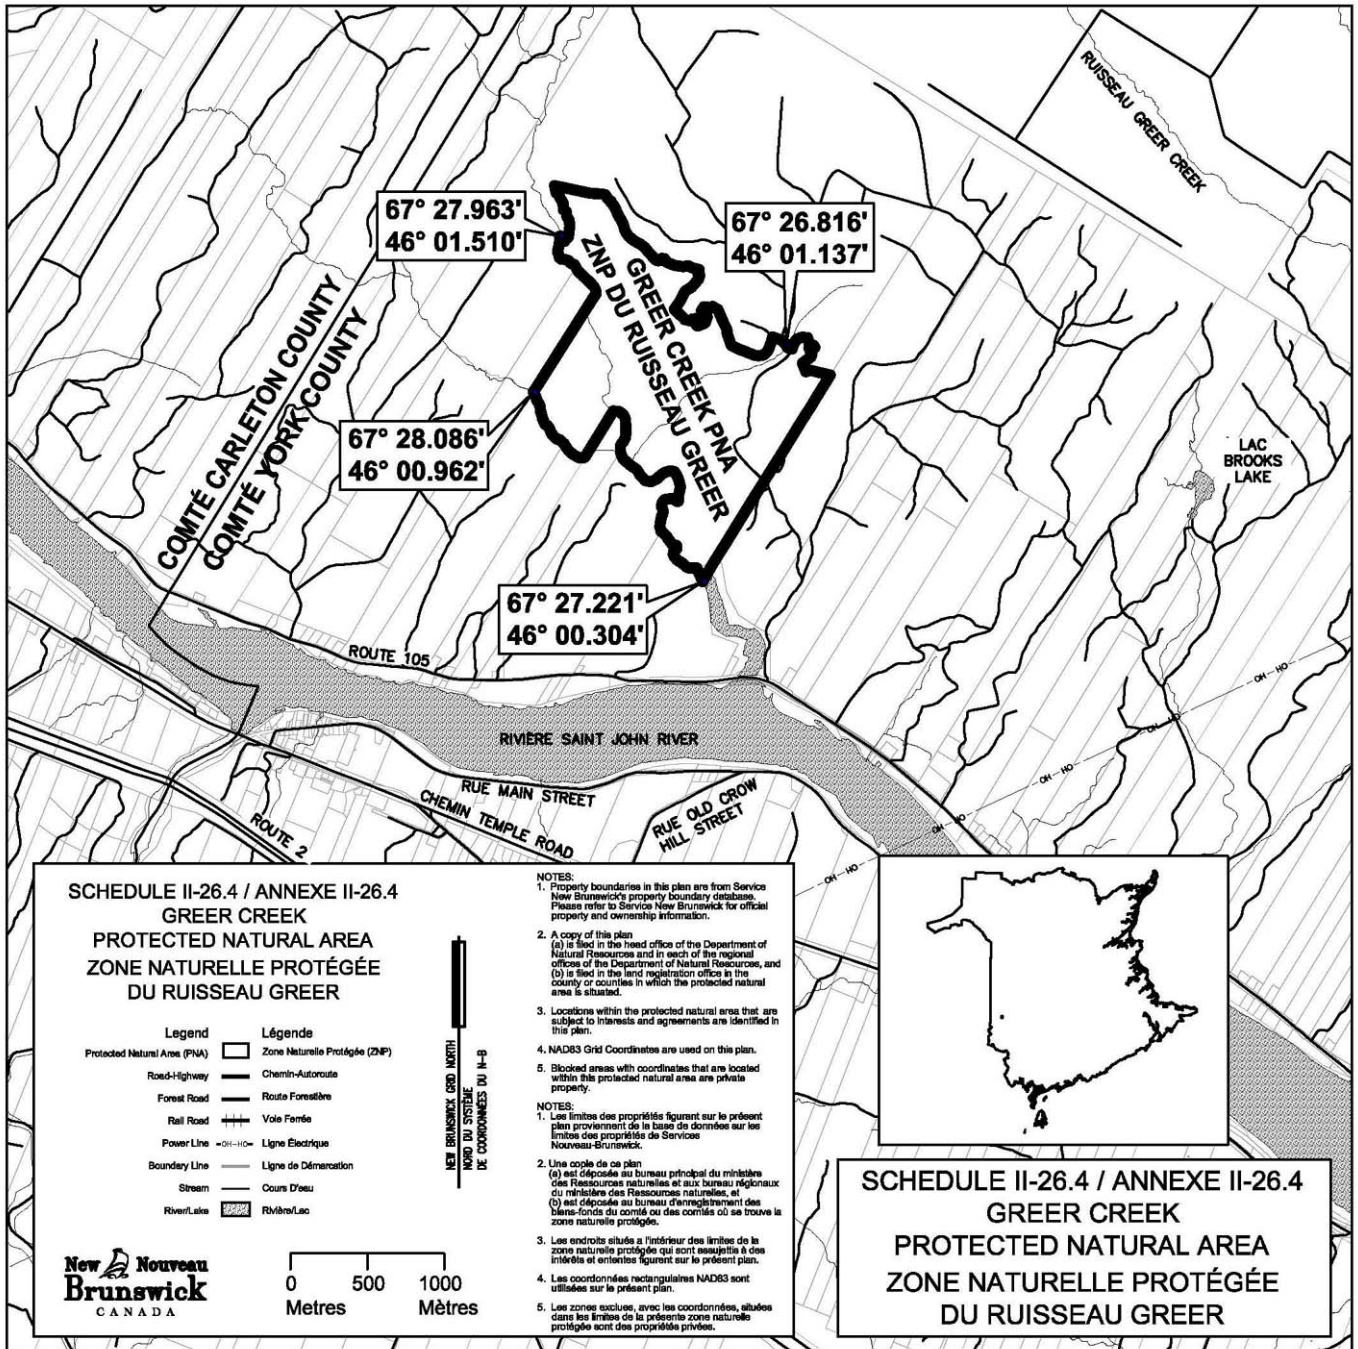 RUISSEAU GREER CREEK
67° 27.963'
46° 01.510'
67° 26.816'
46° 01.137'
GREER CREEK PNA
ZNP DU RUISSEAU GREER
COMTÉ CARLETON COUNTY
COMTÉ YORK COUNTY
67° 28.086'
46° 00.962'
LAC
BROOKS
LAKE
67° 27.221'
46° 00.304'
ROUTE 105
RIVIÈRE SAINT JOHN RIVER
RUE MAIN STREET
CHEMIN TEMPLE ROAD
RUE OLD CROW
HILL STREET
ROUTE 2
OH-HO
OH-HO
OH-HO
OH-HO
OH-HO
SCHEDULE II-26.4 / ANNEXE II-26.4
GREER CREEK
PROTECTED NATURAL AREA
ZONE NATURELLE PROTÉGÉE
DU RUISSEAU GREER
Legend Légende
Protected Natural Area (PNA) Zone Naturelle Protégée (ZNP)
Road-Highway Chemin-Autoroute
Forest Road Route Forestière
Rail Road Voie Ferrée
Power Line -OH-HO- Ligne Électrique
Boundary Line Ligne de Démarcation
Stream Cours D'eau
River/Lake Rivière/Lac
NEW BRUNSWICK GRID NORTH
NORD DU SYSTÈME
DE COORDONNÉES DU N-B
New Nouveau
Brunswick
CANADA
0 500 1000
Metres Mètres
NOTES:
1. Property boundaries in this plan are from Service
New Brunswick's property boundary database.
Please refer to Service New Brunswick for official
property and ownership information.
2. A copy of this plan
(a) is filed in the head office of the Department of
Natural Resources and in each of the regional
offices of the Department of Natural Resources, and
(b) is filed in the land registration office in the
county or counties in which the protected natural
area is situated.
3. Locations within the protected natural area that are
subject to interests and agreements are identified in
this plan.
4. NAD83 Grid Coordinates are used on this plan.
5. Blocked areas with coordinates that are located
within this protected natural area are private
property.
NOTES:
1. Les limites des propriétés figurant sur le présent
plan proviennent de la base de données sur les
limites des propriétés de Services
Nouveau-Brunswick.
2. Une copie de ce plan
(a) est déposée au bureau principal du ministère
des Ressources naturelles et aux bureau régionaux
du ministère des Ressources naturelles, et
(b) est déposée au bureau d'enregistrement des
biens-fonds du comté ou des comtés où se trouve la
zone naturelle protégée.
3. Les endroits situés a l'intérieur des limites de la
zone naturelle protégée qui sont assujettis à des
intérêts et ententes figurent sur le présent plan.
4. Les coordonnées rectangulaires NAD83 sont
utilisées sur le présent plan.
5. Les zones exclues, avec les coordonnées, situées
dans les limites de la présente zone naturelle
protégée sont des propriétés privées.
SCHEDULE II-26.4 / ANNEXE II-26.4
GREER CREEK
PROTECTED NATURAL AREA
ZONE NATURELLE PROTÉGÉE
DU RUISSEAU GREER